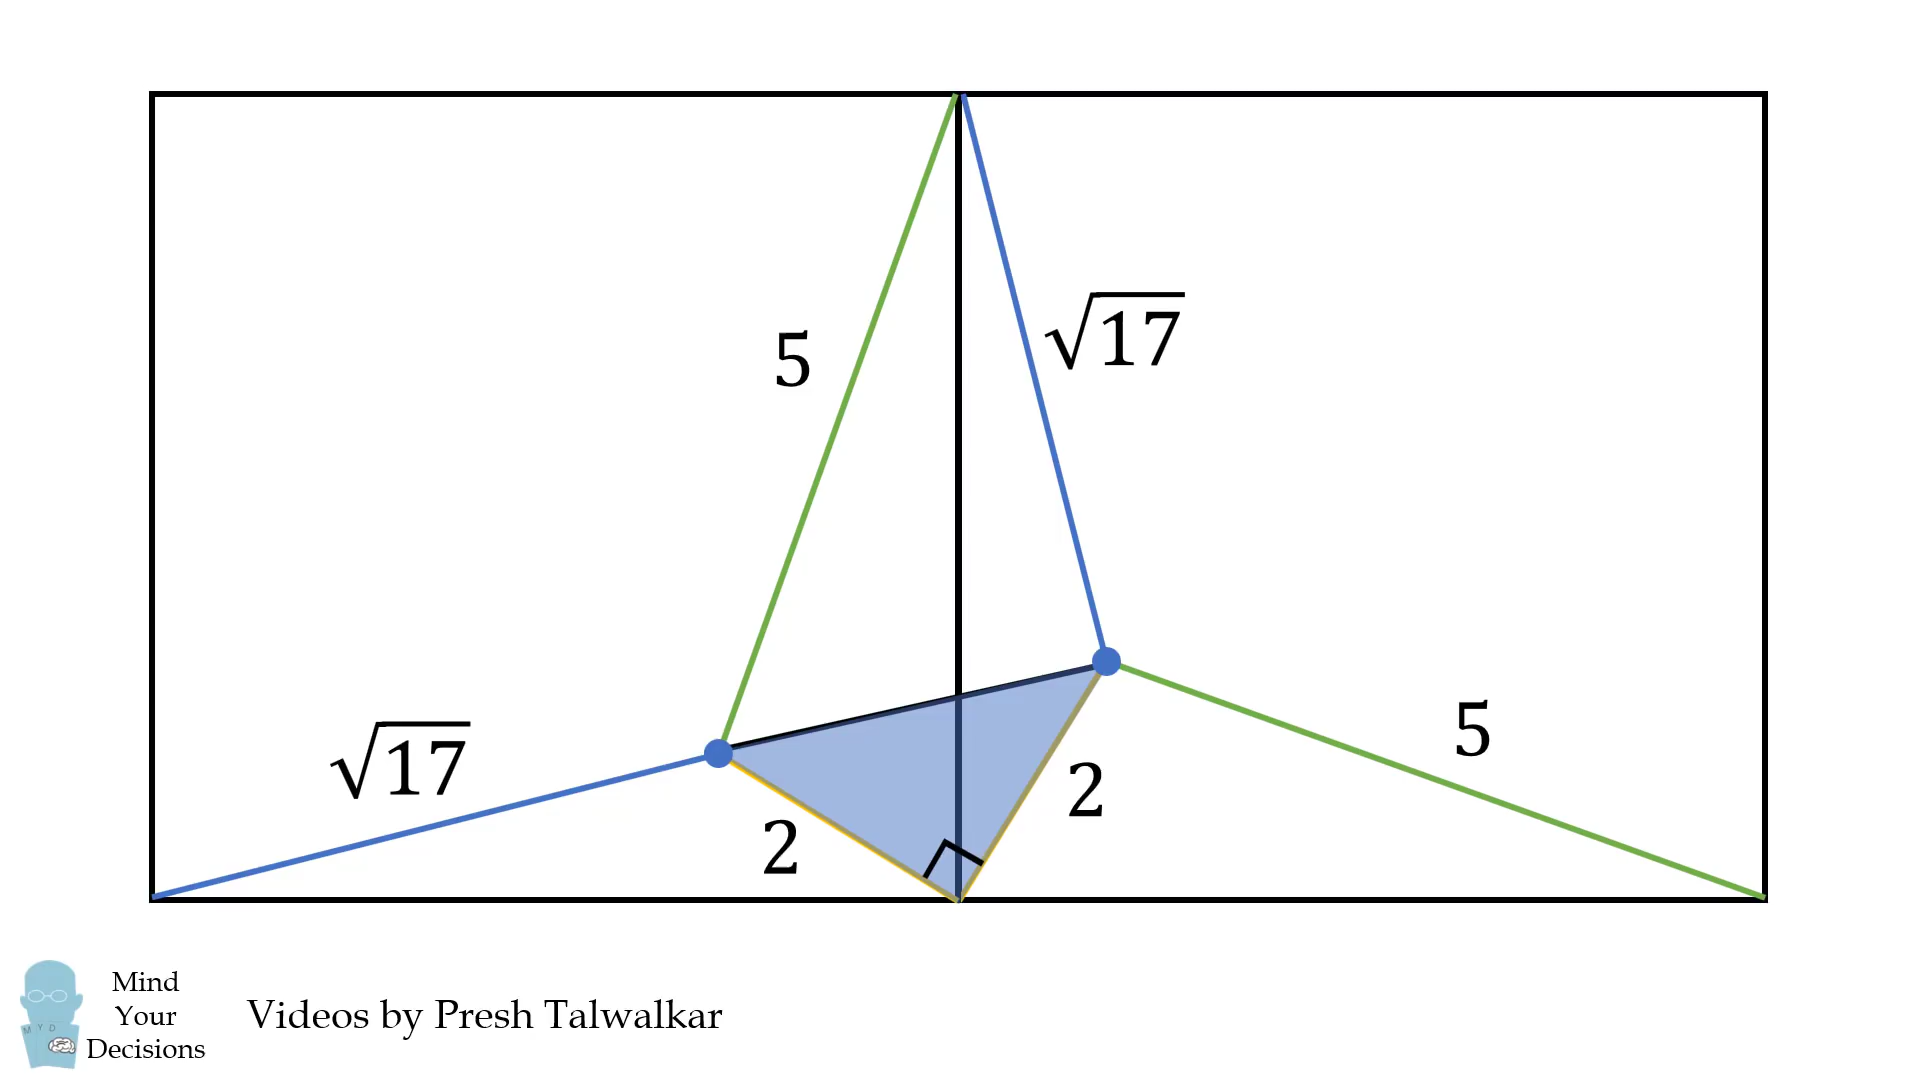 √17
5
√17
5
2
2
M Y D
Mind
Your
Decisions
Videos by Presh Talwalkar